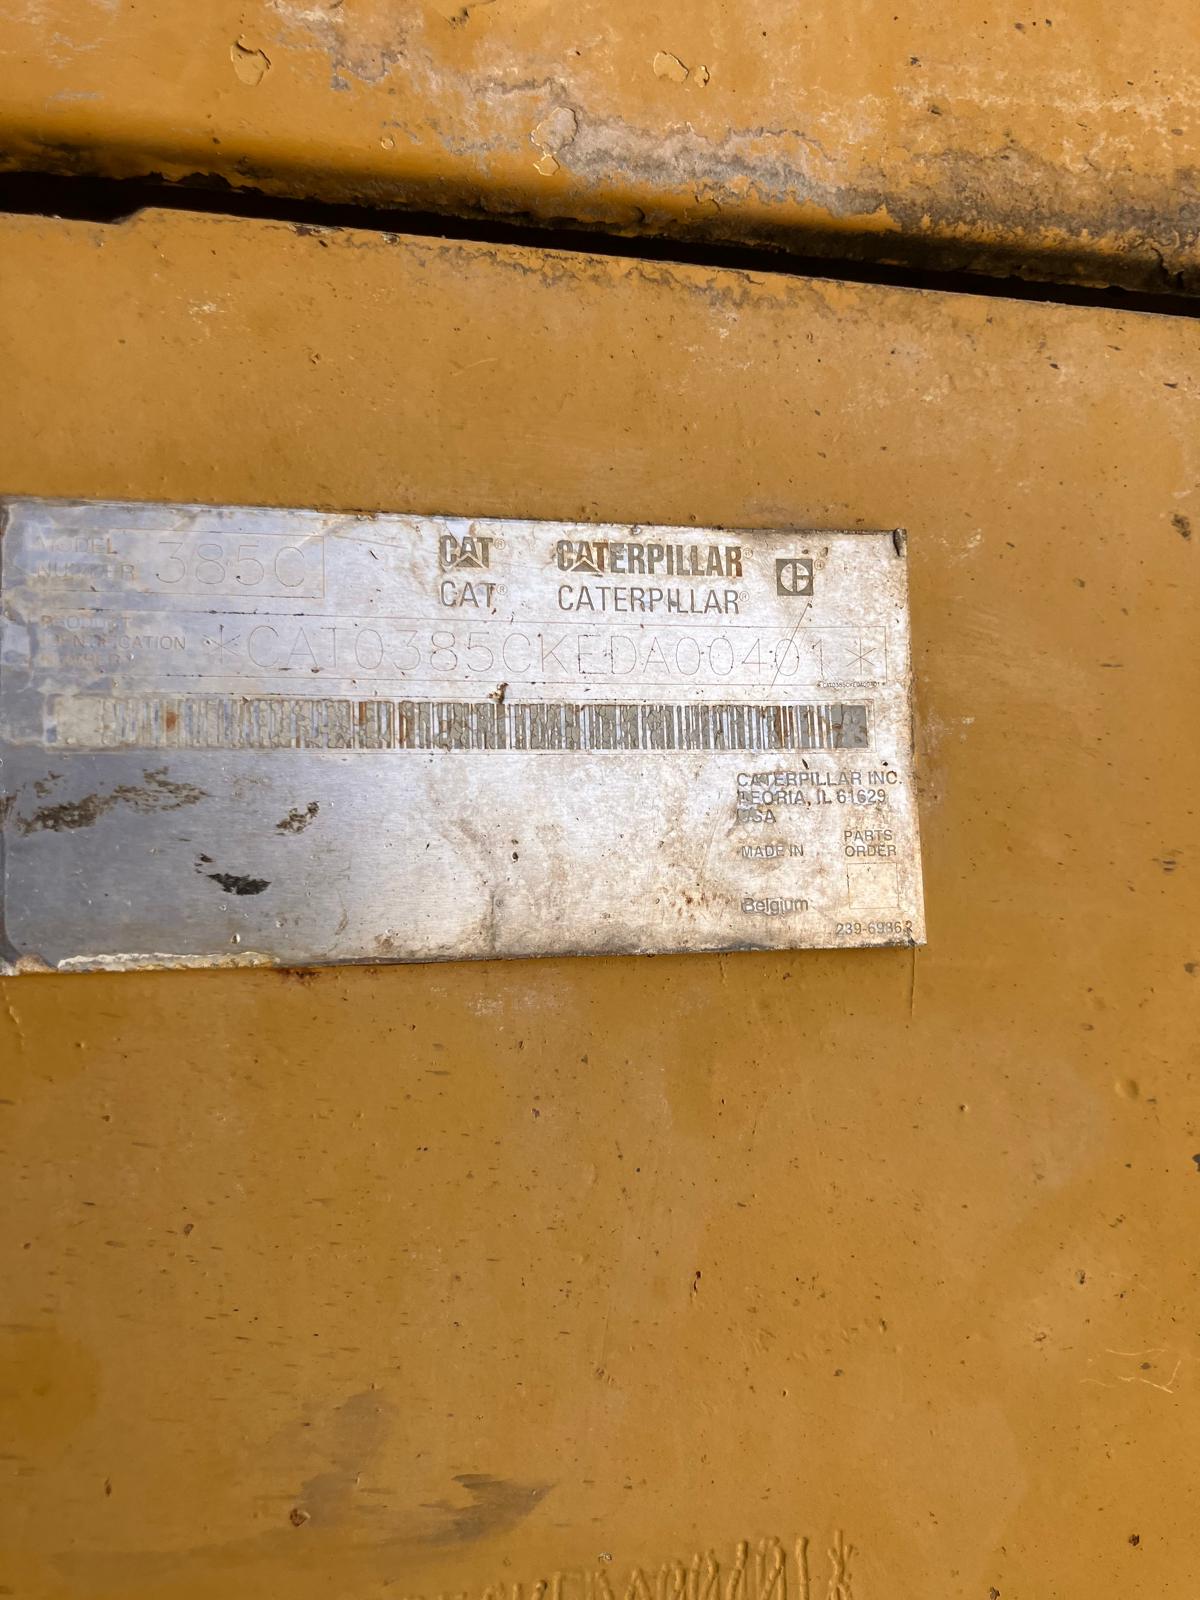 MODEL
NUMBER 385C
CAT® CATERPILLAR®
CAT® CATERPILLAR®
PRODUCT
IDENTIFICATION
NUMBER
*CAT0385CKEDA00401*
*CAT0385CKEDA00401*
CATERPILLAR INC.
PEORIA, IL 61629
USA
MADE IN
PARTS
ORDER
Belgium